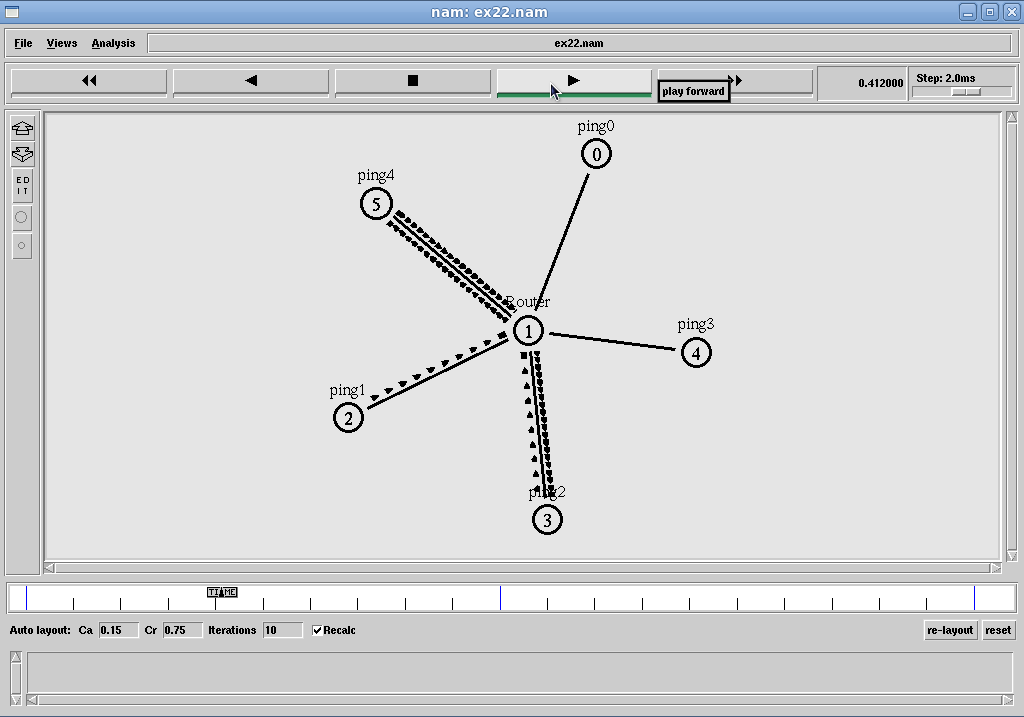 nam: ex22.nam
File Views Analysis ex22.nam
0.412000 Step: 2.0ms
play forward
ED
IT
ping0
0
ping4
5
Router
1
ping3
4
ping1
2
ping2
3
TIME
Auto layout: Ca 0.15 Cr 0.75 Iterations 10 Recalc re-layout reset